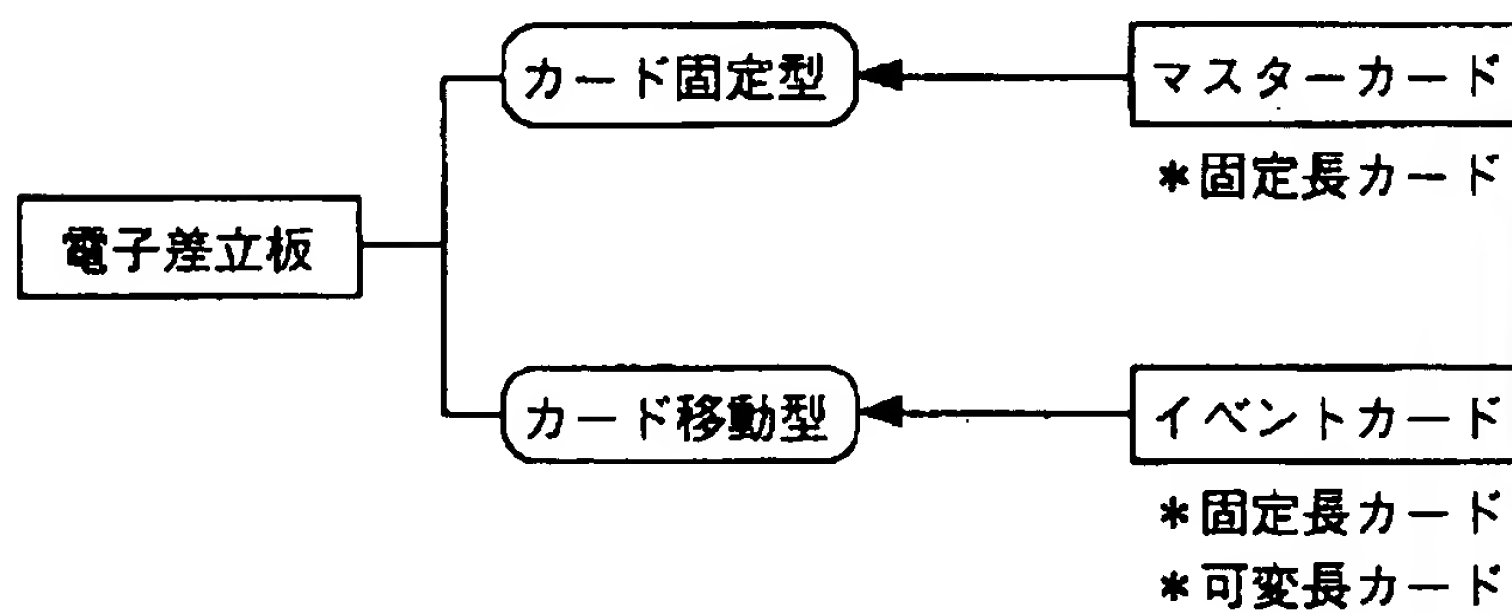 カード固定型
マスターカード
*固定長カード
電子差立板
カード移動型
イベントカード
*固定長カード
*可変長カード